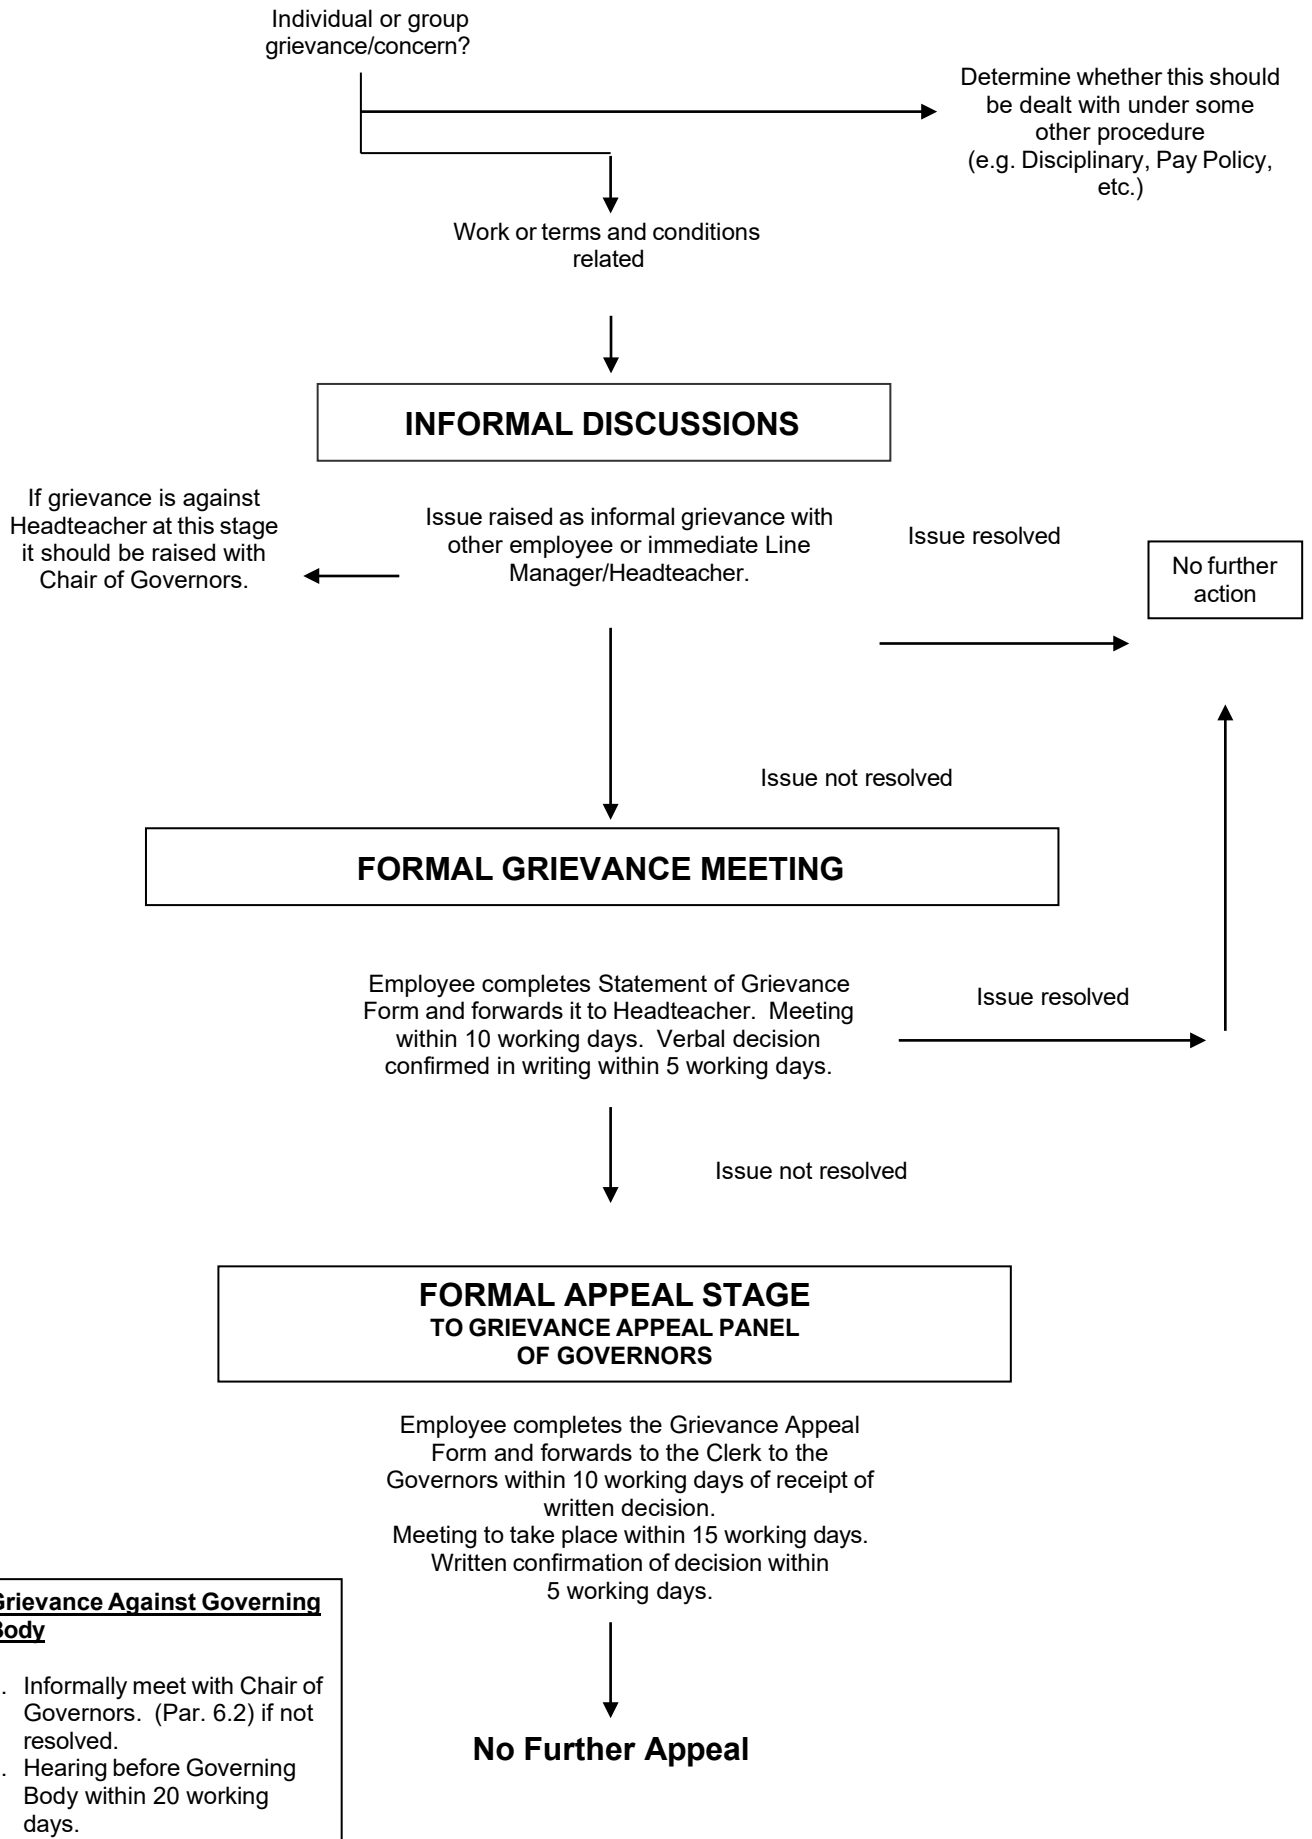 Individual or group
grievance/concern?
Determine whether this should
be dealt with under some
other procedure
(e.g. Disciplinary, Pay Policy,
etc.)
Work or terms and conditions
related
INFORMAL DISCUSSIONS
If grievance is against
Headteacher at this stage
it should be raised with
Chair of Governors.
Issue raised as informal grievance with
other employee or immediate Line
Manager/Headteacher.
Issue resolved
No further
action
Issue not resolved
FORMAL GRIEVANCE MEETING
Employee completes Statement of Grievance
Form and forwards it to Headteacher.  Meeting
within 10 working days.  Verbal decision
confirmed in writing within 5 working days.
Issue resolved
Issue not resolved
FORMAL APPEAL STAGE
TO GRIEVANCE APPEAL PANEL
OF GOVERNORS
Employee completes the Grievance Appeal
Form and forwards to the Clerk to the
Governors within 10 working days of receipt of
written decision.
Meeting to take place within 15 working days.
Written confirmation of decision within
5 working days.
Grievance Against Governing
Body
. Informally meet with Chair of
Governors.  (Par. 6.2) if not
resolved.
. Hearing before Governing
Body within 20 working
days.
No Further Appeal